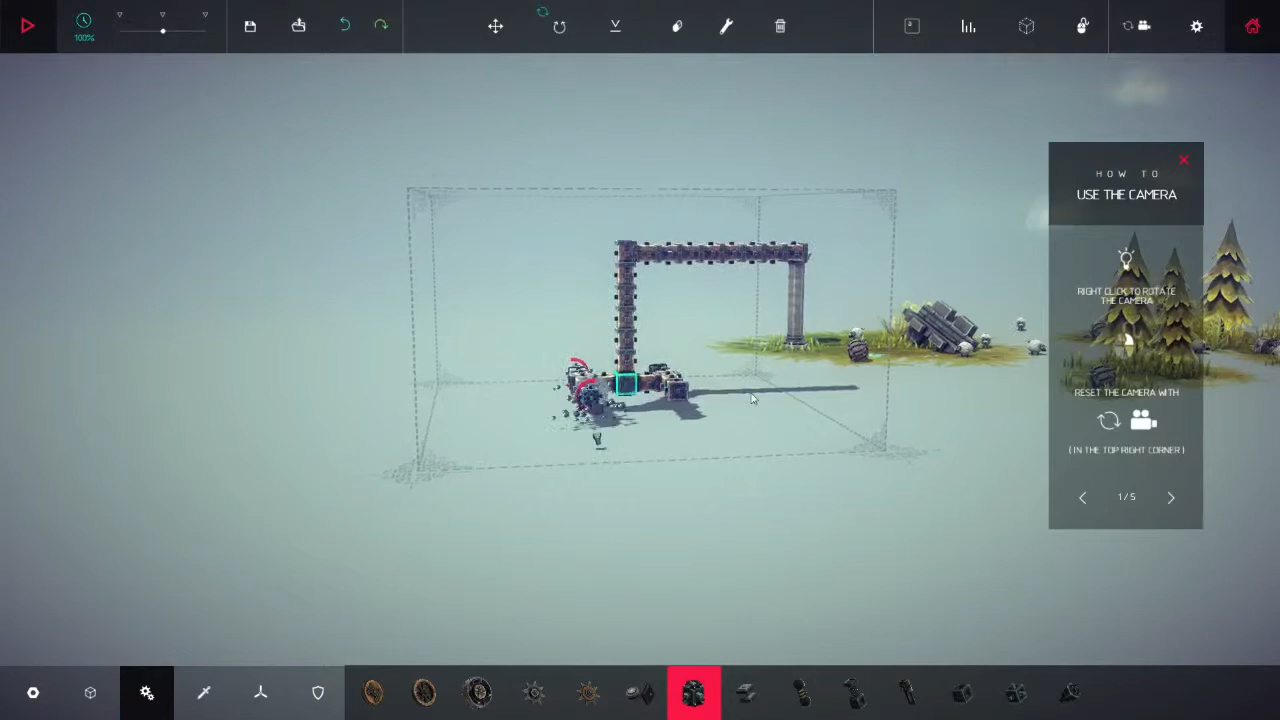 100%
HOW TO
USE THE CAMERA
RIGHT CLICK TO ROTATE
THE CAMERA
RESET THE CAMERA WITH
( IN THE TOP RIGHT CORNER )
1/5